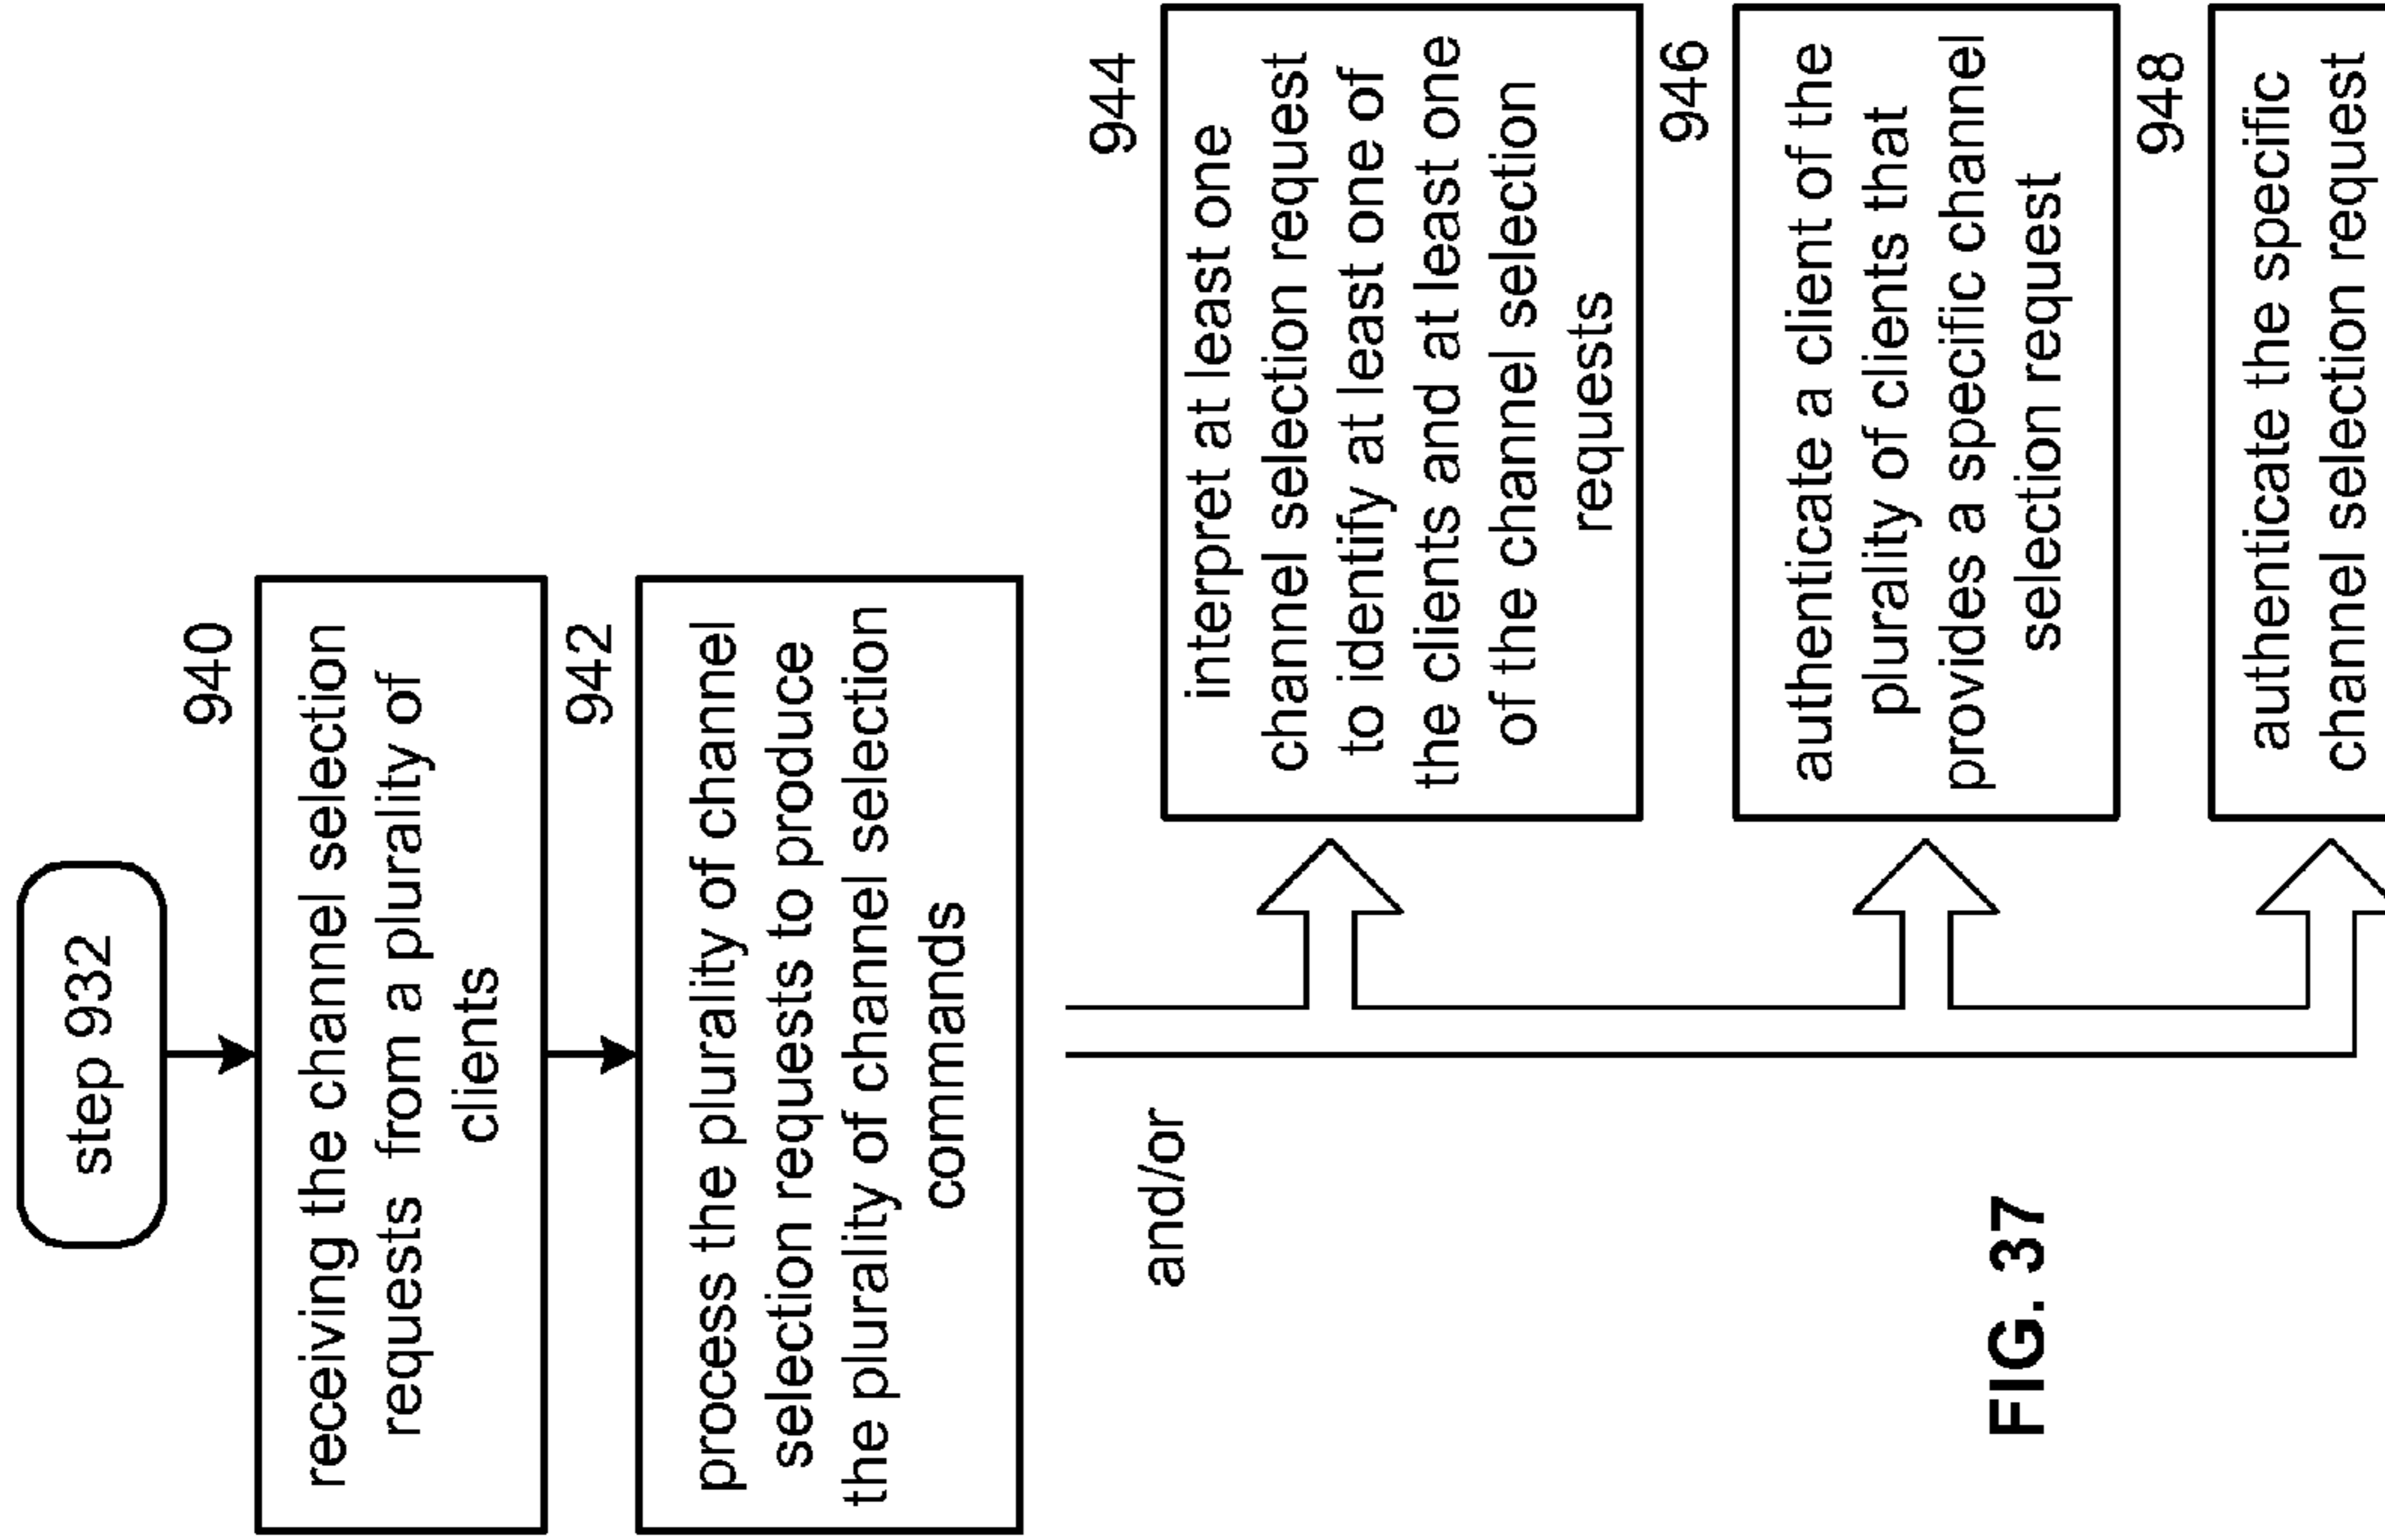 step 932
940
receiving the channel selection
requests from a plurality of
clients
942
process the plurality of channel
selection requests to produce
the plurality of channel selection
commands
and/or
944
interpret at least one
channel selection request
to identify at least one of
the clients and at least one
of the channel selection
requests
946
authenticate a client of the
plurality of clients that
provides a specific channel
selection request
948
authenticate the specific
channel selection request
FIG. 37